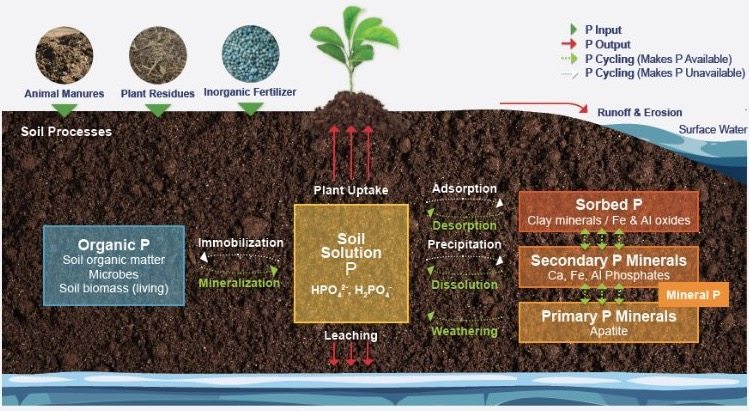 P Input
P Output
P Cycling (Makes P Available)
P Cycling (Makes P Unavailable)
Animal Manures
Plant Residues
Inorganic Fertilizer
Runoff & Erosion
Surface Water
Soil Processes
Plant Uptake
Adsorption
Desorption
Sorbed P
Clay minerals / Fe & Al oxides
Organic P
Soil organic matter
Microbes
Soil biomass (living)
Immobilization
Mineralization
Soil
Solution
P
HPO₄²⁻, H₂PO₄⁻
Precipitation
Dissolution
Secondary P Minerals
Ca, Fe, Al Phosphates
Mineral P
Weathering
Primary P Minerals
Apatite
Leaching